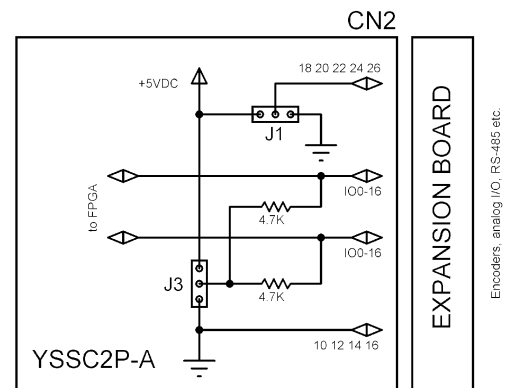 CN2
18 20 22 24 26
+5VDC
J1
IO0-16
to FPGA
4.7K
IO0-16
J3
4.7K
10 12 14 16
YSSC2P-A
EXPANSION BOARD
Encoders, analog I/O, RS-485 etc.